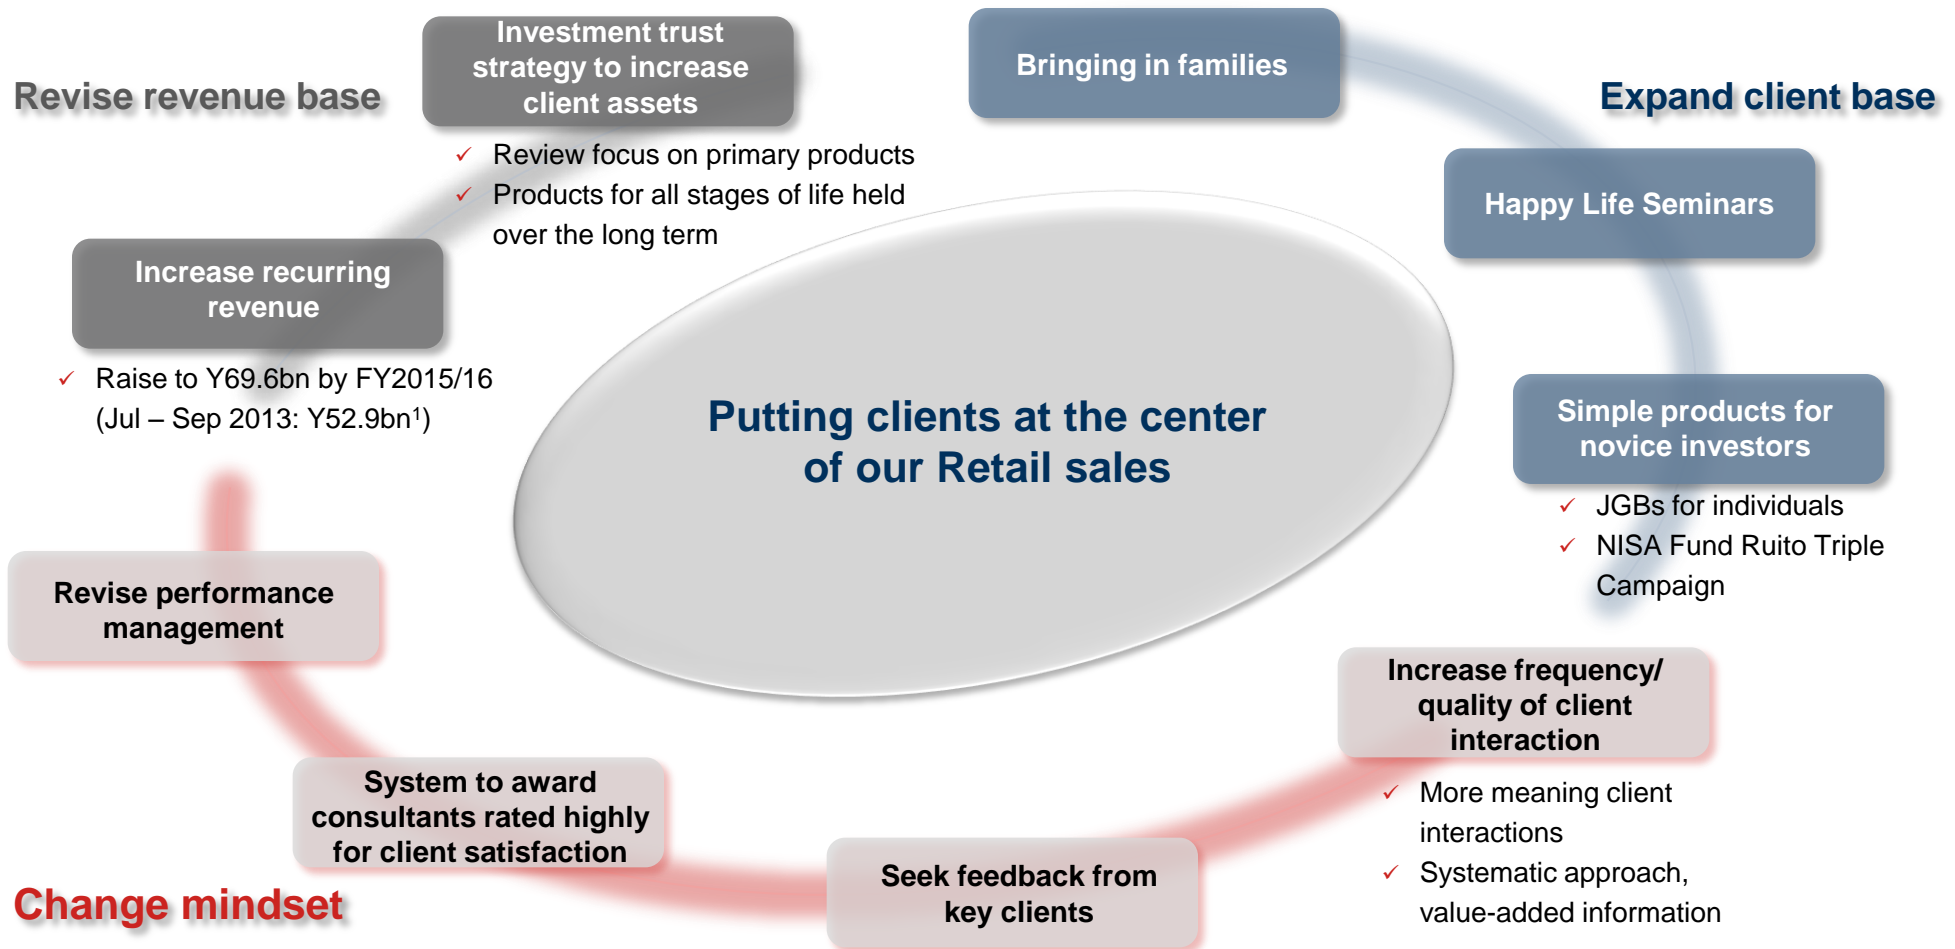 Revise revenue base
Investment trust
strategy to increase
client assets
✓ Review focus on primary products
✓ Products for all stages of life held
over the long term
Increase recurring
revenue
✓ Raise to Y69.6bn by FY2015/16
(Jul – Sep 2013: Y52.9bn¹)
Bringing in families
Expand client base
Happy Life Seminars
Simple products for
novice investors
✓ JGBs for individuals
✓ NISA Fund Ruito Triple
Campaign
Putting clients at the center
of our Retail sales
Revise performance
management
System to award
consultants rated highly
for client satisfaction
Change mindset
Seek feedback from
key clients
Increase frequency/
quality of client
interaction
✓ More meaning client
interactions
✓ Systematic approach,
value-added information